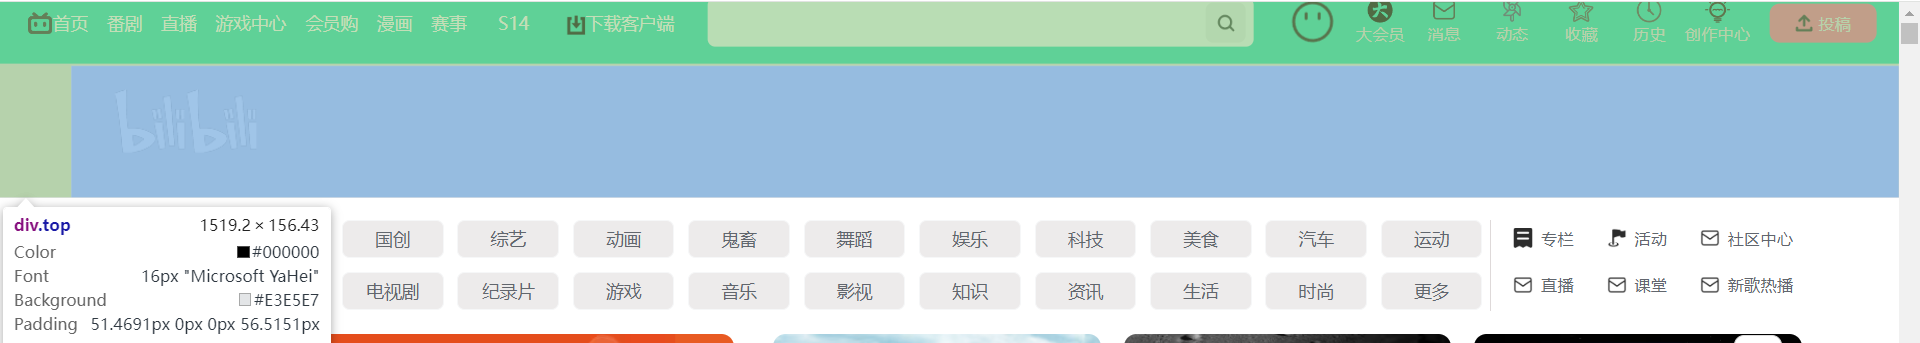 首页 番剧 直播 游戏中心 会员购 漫画 赛事 S14 下载客户端
大会员 消息 动态 收藏 历史 创作中心 投稿
bilibili
div.top 1519.2 × 156.43
Color #000000
Font 16px "Microsoft YaHei"
Background #E3E5E7
Padding 51.4691px 0px 0px 56.5151px
国创 综艺 动画 鬼畜 舞蹈 娱乐 科技 美食 汽车 运动
电视剧 纪录片 游戏 音乐 影视 知识 资讯 生活 时尚 更多
专栏 活动 社区中心
直播 课堂 新歌热播